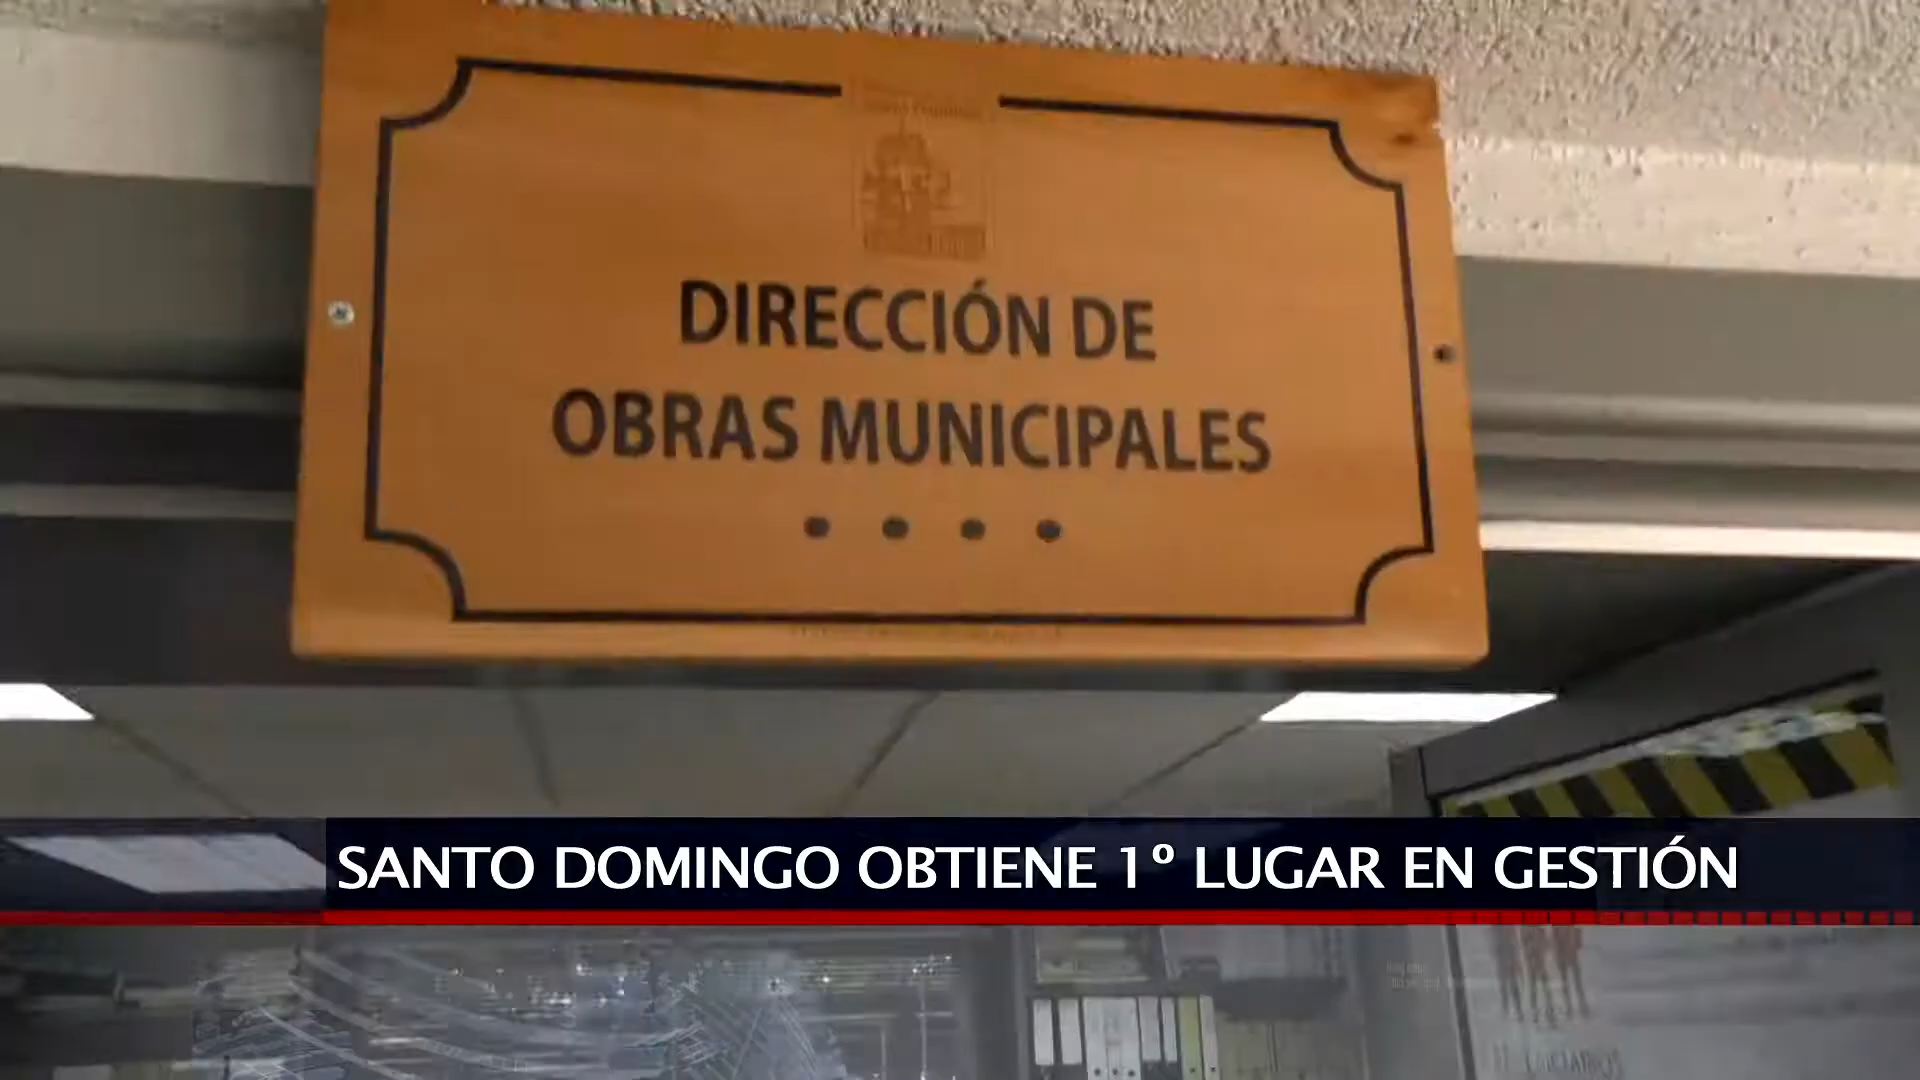 DIRECCIÓN DE
OBRAS MUNICIPALES
SANTO DOMINGO OBTIENE 1º LUGAR EN GESTIÓN